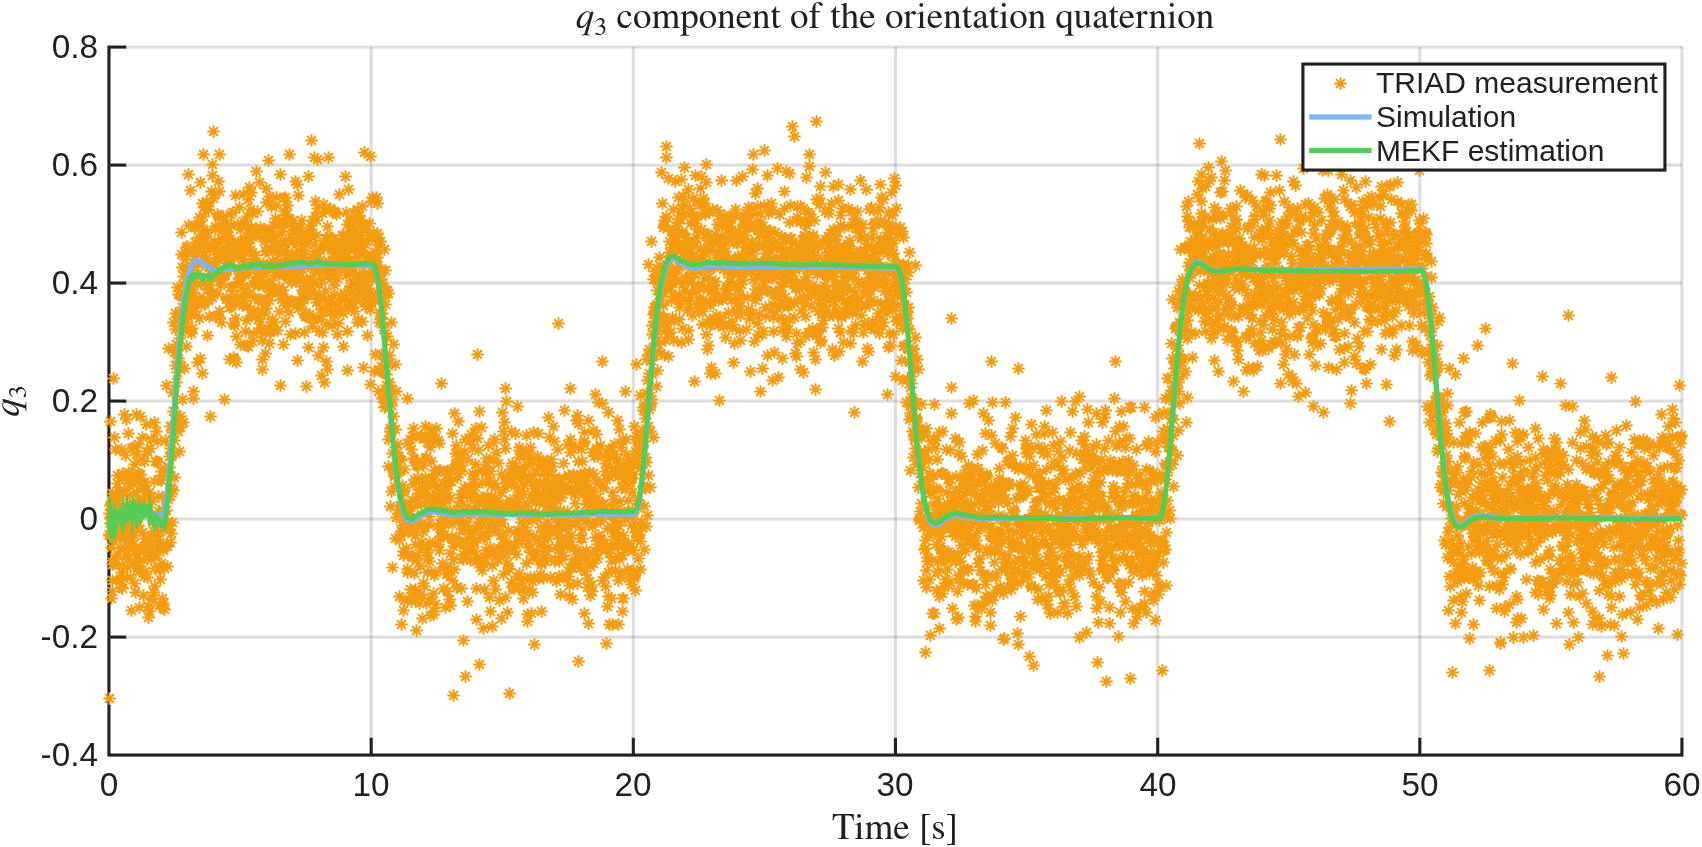 q3 component of the orientation quaternion
TRIAD measurement
Simulation
MEKF estimation
0.8
0.6
0.4
0.2
0
-0.2
-0.4
q3
0 10 20 30 40 50 60
Time [s]